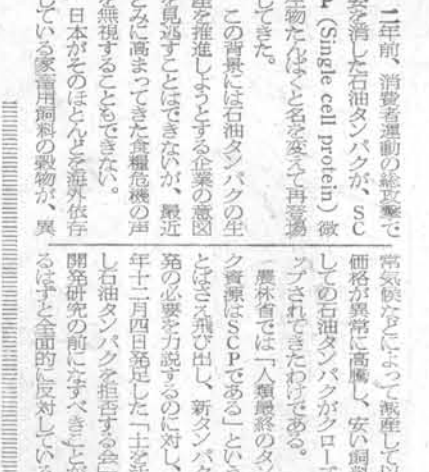 二年前、消費者運動の総攻撃で
姿を消した石油タンパクが、SC
P(Single cell protein)微
生物たんぱくと名を変えて再登場
してきた。
この背景には石油タンパクの生
産を推進しようとする企業の意図
を見逃すことはできないが、最近
とみに高まってきた食糧危機の声
を無視することもできない。
日本がそのほとんどを海外依存
している家畜用飼料の穀物が、異
常気候などによって減産して以
価格が異常に高騰し、安い飼料
しての石油タンパクがクローズ
ップされてきたわけである。
農林省では「人類最終のタン
ク資源はSCPである」という
とばさえ飛び出し、新タンパク
発の必要を力説するのに対し、
年十二月四日発足した「土を活
し石油タンパクを拒否する会」
開発研究の前になすべきこと
るはずと全面的に反対している